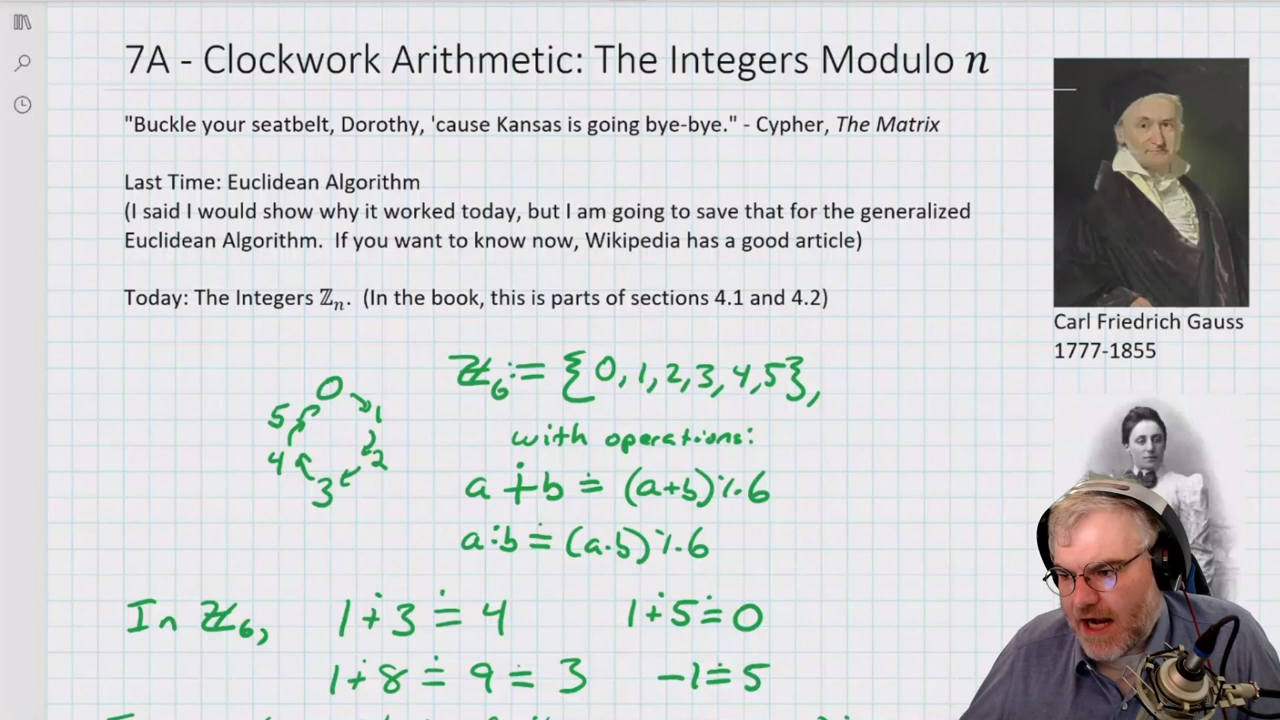 7A - Clockwork Arithmetic: The Integers Modulo n
"Buckle your seatbelt, Dorothy, 'cause Kansas is going bye-bye." - Cypher, The Matrix
Last Time: Euclidean Algorithm
(I said I would show why it worked today, but I am going to save that for the generalized
Euclidean Algorithm. If you want to know now, Wikipedia has a good article)
Today: The Integers ℤₙ. (In the book, this is parts of sections 4.1 and 4.2)
Carl Friedrich Gauss
1777-1855
ℤ₆ := {0,1,2,3,4,5},
with operations:
0 1 2 3 4 5
a ∔ b ≐ (a+b)%6
a ⋅ b ≐ (a·b)%6
In ℤ₆, 1 ∔ 3 ≐ 4 1 ∔ 5 ≐ 0
1 ∔ 8 ≐ 9 ≐ 3 -1 ≐ 5